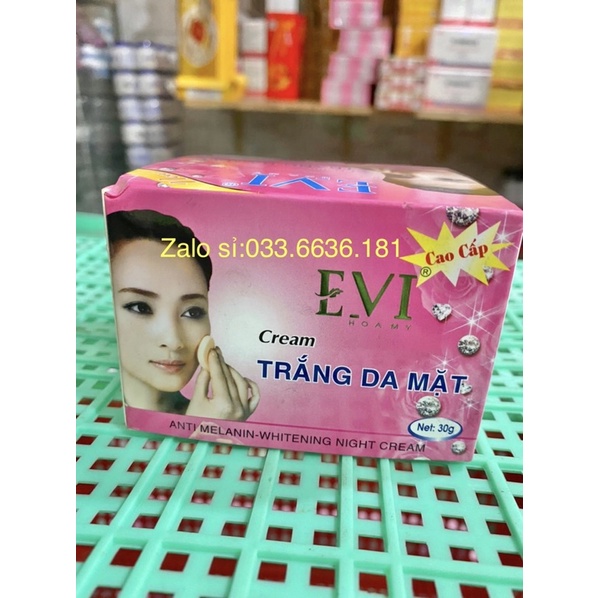 EVI
Zalo sỉ:033.6636.181
Cao Cấp
EVI®
HOA MY
Cream
TRẮNG DA MẶT
Net: 30g
ANTI MELANIN-WHITENING NIGHT CREAM